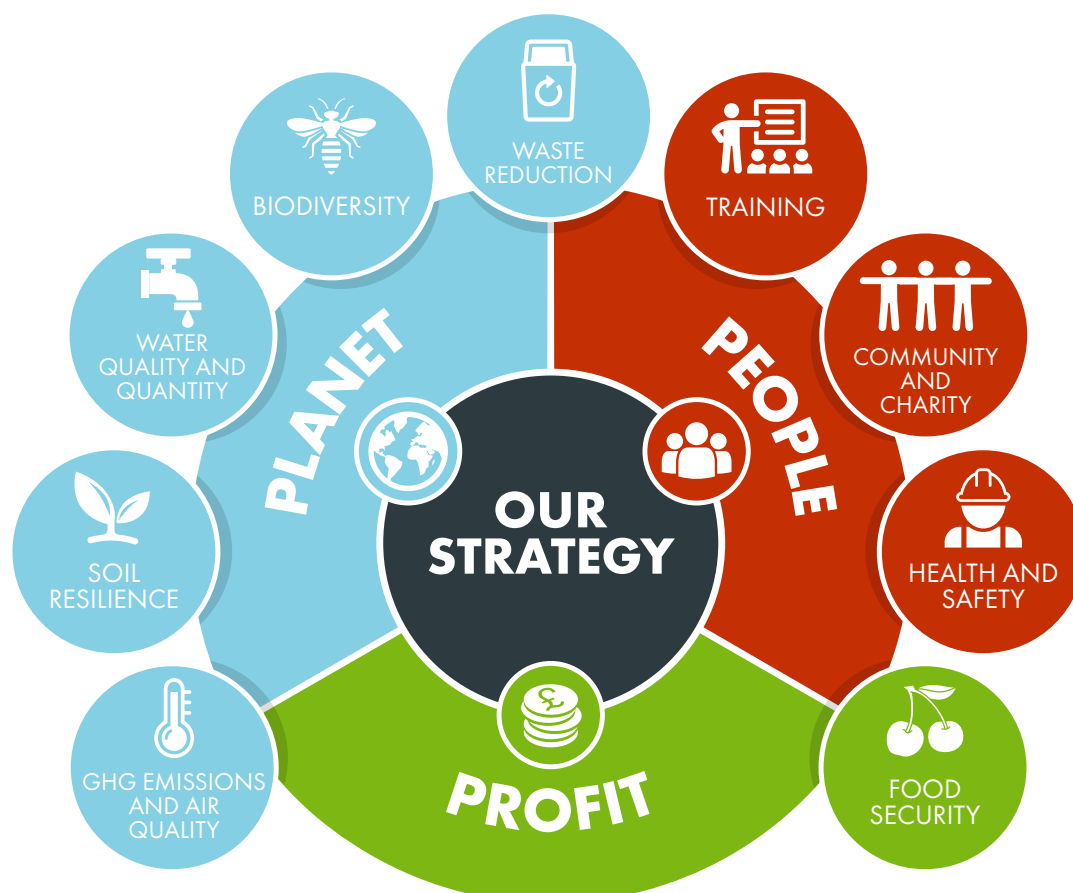 WASTE
REDUCTION
BIODIVERSITY
TRAINING
WATER
QUALITY AND
QUANTITY
COMMUNITY
AND
CHARITY
PLANET
PEOPLE
OUR
STRATEGY
SOIL
RESILIENCE
HEALTH AND
SAFETY
GHG EMISSIONS
AND AIR
QUALITY
£
PROFIT
FOOD
SECURITY